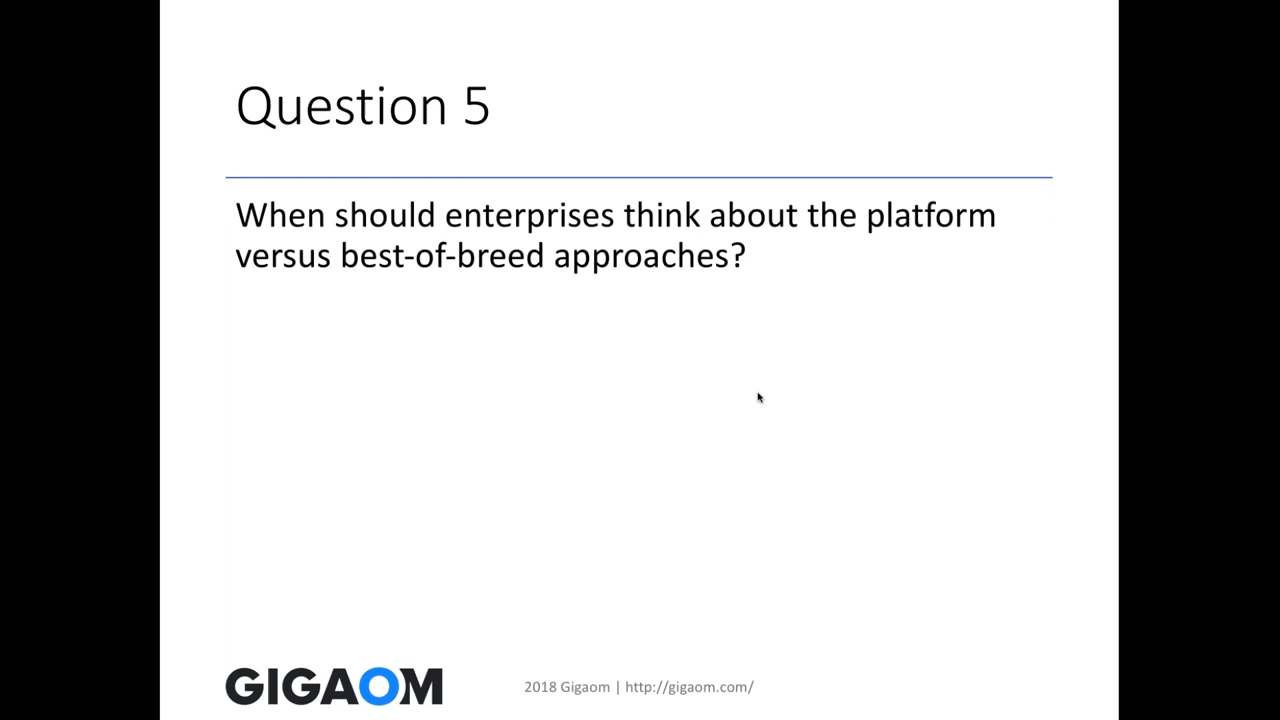 Question 5
When should enterprises think about the platform
versus best-of-breed approaches?
GIGAOM
2018 Gigaom | http://gigaom.com/